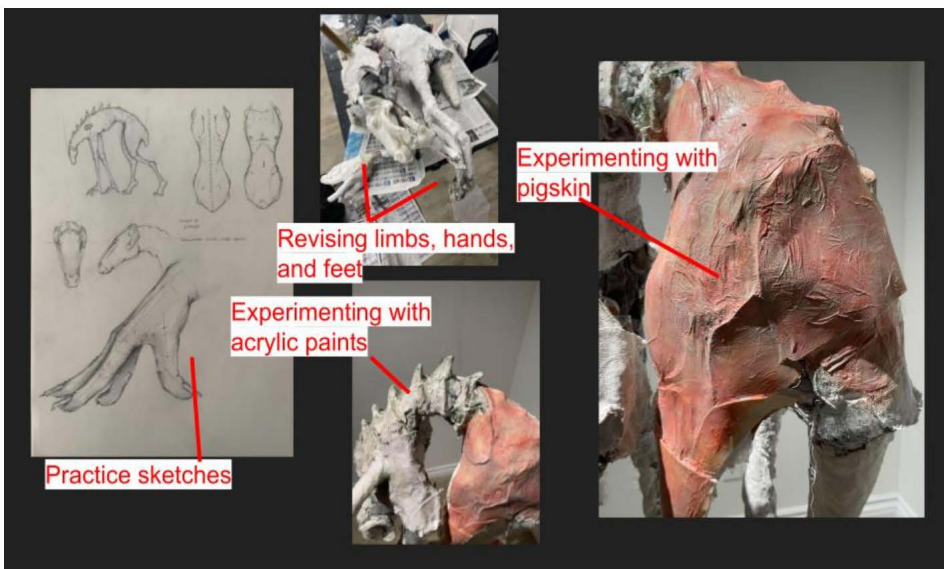 Revising limbs, hands,
and feet
Experimenting with
pigskin
Experimenting with
acrylic paints
Practice sketches